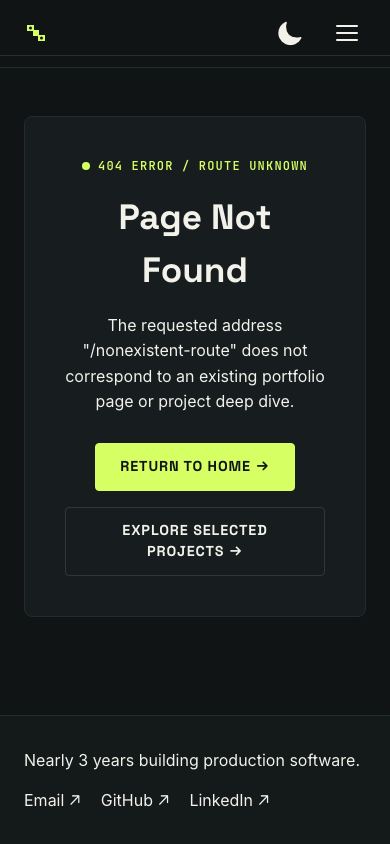 404 ERROR / ROUTE UNKNOWN
Page Not
Found
The requested address
"/nonexistent-route" does not
correspond to an existing portfolio
page or project deep dive.
RETURN TO HOME →
EXPLORE SELECTED
PROJECTS →
Nearly 3 years building production software.
Email ↗ GitHub ↗ LinkedIn ↗